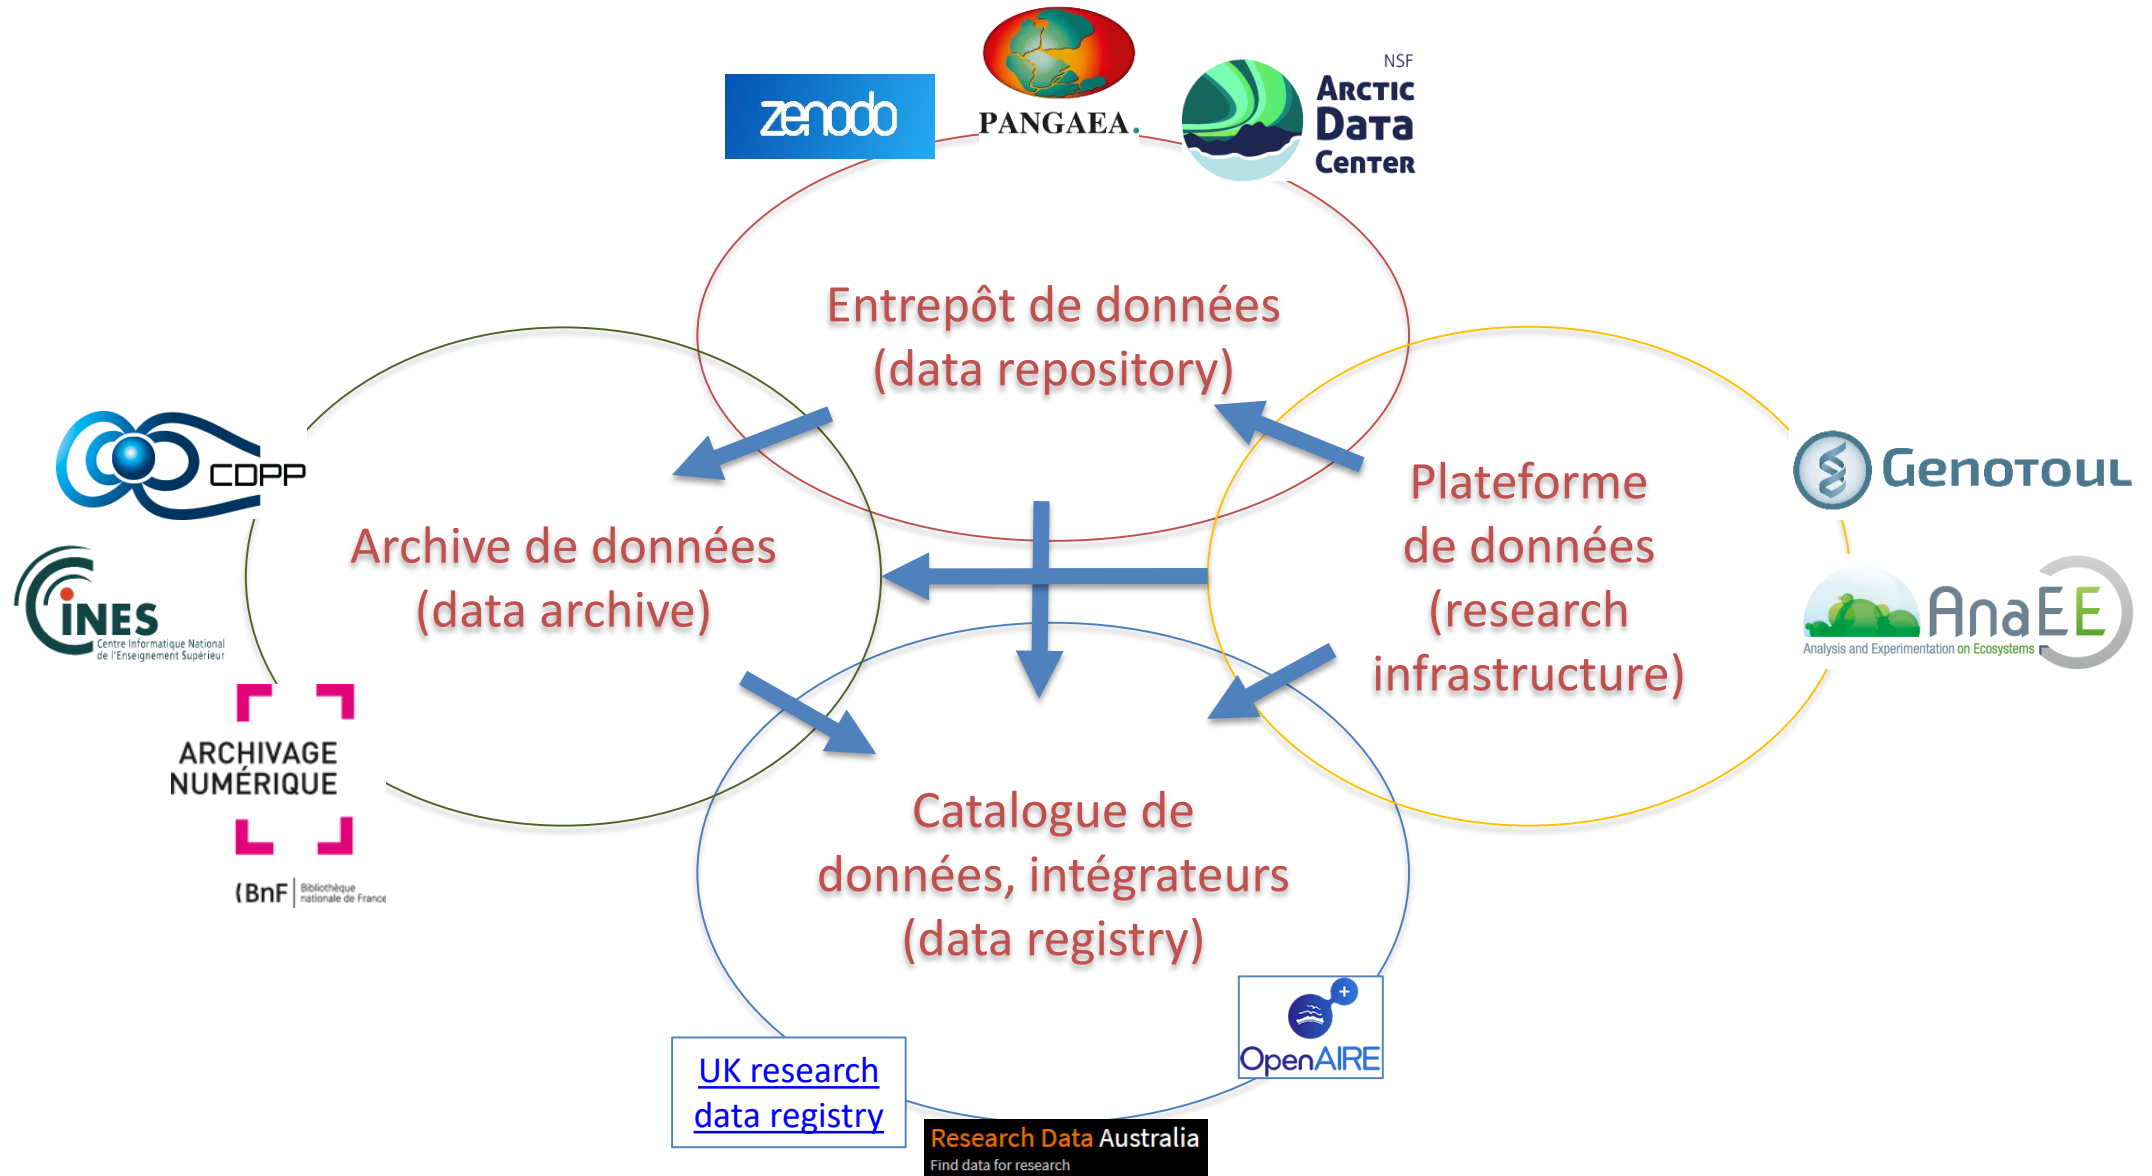 zenodo
PANGAEA.
NSF
ARCTIC
DATA
CENTER
Entrepôt de données
(data repository)
CDPP
CINES
Centre Informatique National
de l'Enseignement Supérieur
Archive de données
(data archive)
Plateforme
de données
(research
infrastructure)
GENOTOUL
AnaEE
Analysis and Experimentation on Ecosystems
ARCHIVAGE
NUMÉRIQUE
(BnF
Bibliothèque
nationale de France
Catalogue de
données, intégrateurs
(data registry)
OpenAIRE
UK research
data registry
Research Data Australia
Find data for research